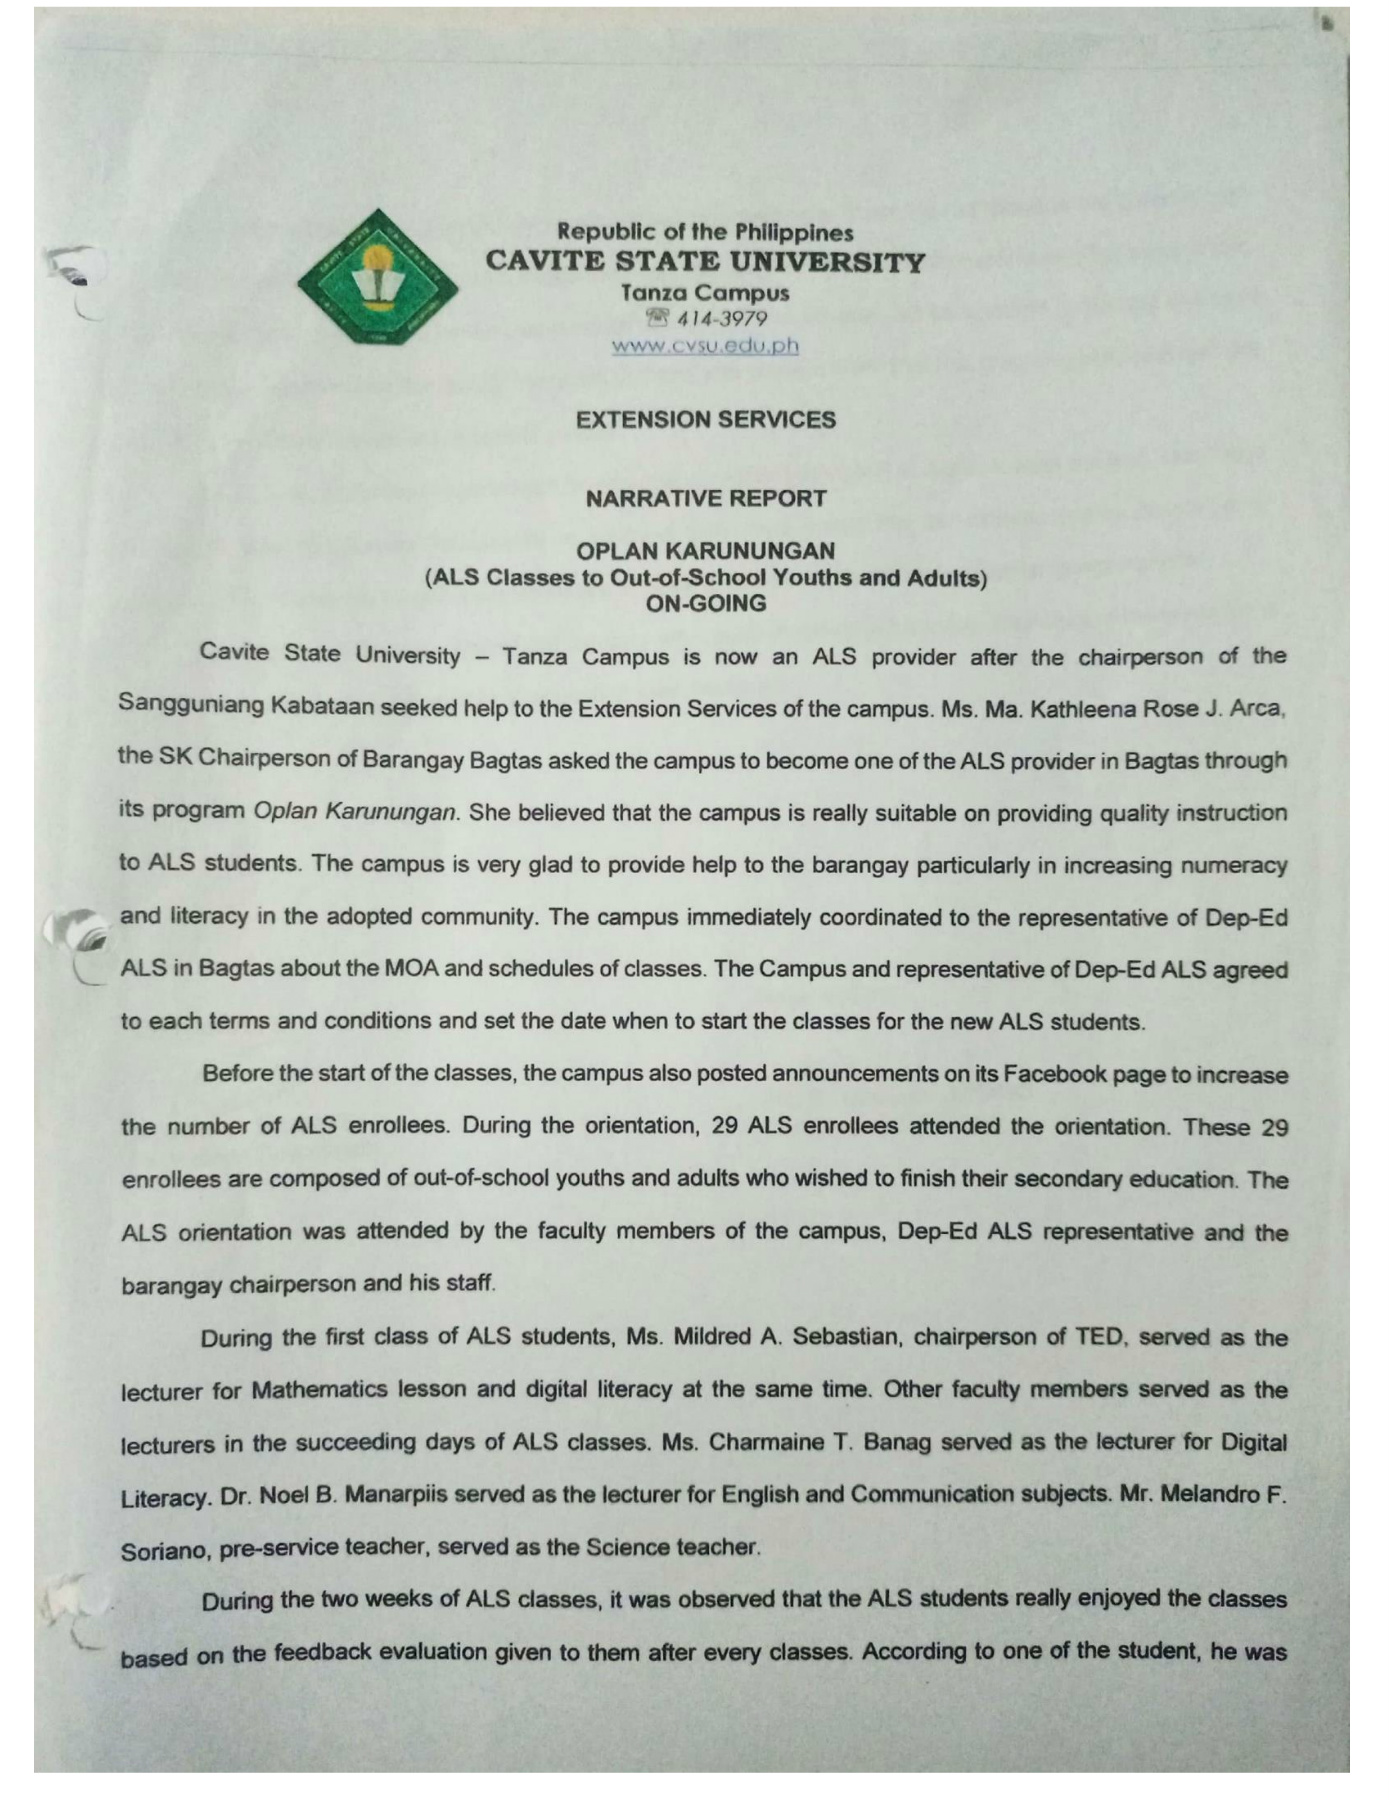 Republic of the Philippines
CAVITE STATE UNIVERSITY
Tanza Campus
☏ 414-3979
www.cvsu.edu.ph
EXTENSION SERVICES
NARRATIVE REPORT
OPLAN KARUNUNGAN
(ALS Classes to Out-of-School Youths and Adults)
ON-GOING
Cavite State University – Tanza Campus is now an ALS provider after the chairperson of the
Sangguniang Kabataan seeked help to the Extension Services of the campus. Ms. Ma. Kathleena Rose J. Arca,
the SK Chairperson of Barangay Bagtas asked the campus to become one of the ALS provider in Bagtas through
its program Oplan Karunungan. She believed that the campus is really suitable on providing quality instruction
to ALS students. The campus is very glad to provide help to the barangay particularly in increasing numeracy
and literacy in the adopted community. The campus immediately coordinated to the representative of Dep-Ed
ALS in Bagtas about the MOA and schedules of classes. The Campus and representative of Dep-Ed ALS agreed
to each terms and conditions and set the date when to start the classes for the new ALS students.
Before the start of the classes, the campus also posted announcements on its Facebook page to increase
the number of ALS enrollees. During the orientation, 29 ALS enrollees attended the orientation. These 29
enrollees are composed of out-of-school youths and adults who wished to finish their secondary education. The
ALS orientation was attended by the faculty members of the campus, Dep-Ed ALS representative and the
barangay chairperson and his staff.
During the first class of ALS students, Ms. Mildred A. Sebastian, chairperson of TED, served as the
lecturer for Mathematics lesson and digital literacy at the same time. Other faculty members served as the
lecturers in the succeeding days of ALS classes. Ms. Charmaine T. Banag served as the lecturer for Digital
Literacy. Dr. Noel B. Manarpiis served as the lecturer for English and Communication subjects. Mr. Melandro F.
Soriano, pre-service teacher, served as the Science teacher.
During the two weeks of ALS classes, it was observed that the ALS students really enjoyed the classes
based on the feedback evaluation given to them after every classes. According to one of the student, he was